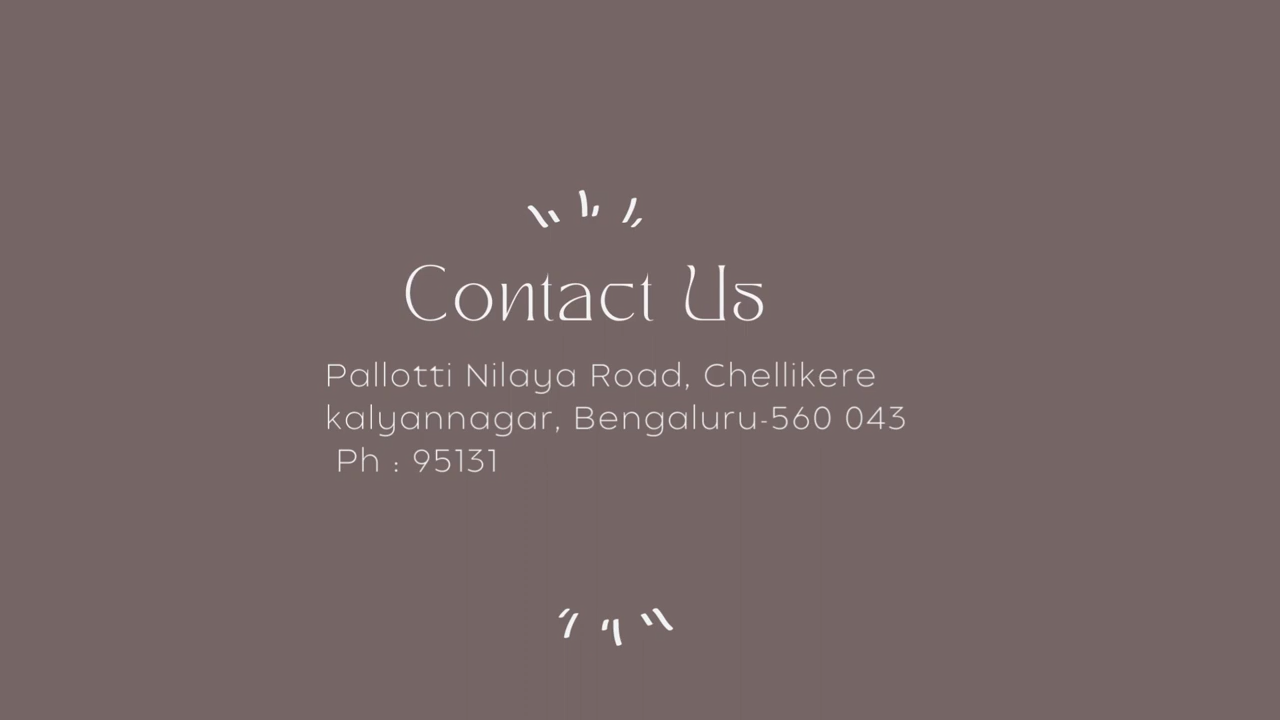 Contact Us
Pallotti Nilaya Road, Chellikere
kalyannagar, Bengaluru-560 043
Ph : 95131